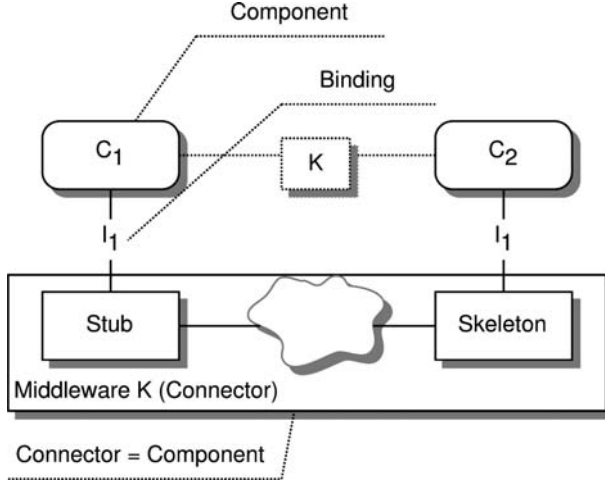 Component
Binding
C1
K
C2
I1
I1
Stub
Skeleton
Middleware K (Connector)
Connector = Component